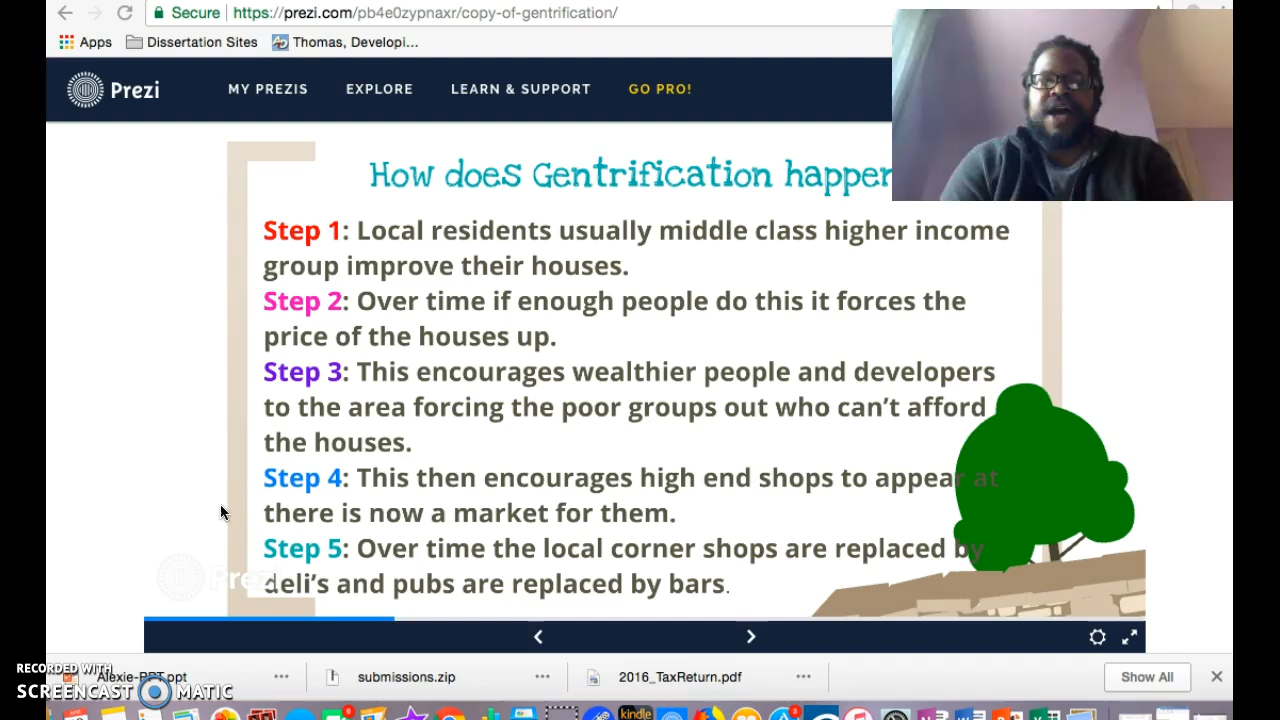 Secure https://prezi.com/pb4e0zypnaxr/copy-of-gentrification/
Apps Dissertation Sites Thomas, Developi...
Prezi MY PREZIS EXPLORE LEARN & SUPPORT GO PRO!
How does Gentrification happen
Step 1: Local residents usually middle class higher income
group improve their houses.
Step 2: Over time if enough people do this it forces the
price of the houses up.
Step 3: This encourages wealthier people and developers
to the area forcing the poor groups out who can't afford
the houses.
Step 4: This then encourages high end shops to appear at
there is now a market for them.
Step 5: Over time the local corner shops are replaced by
deli's and pubs are replaced by bars.
Prezi
RECORDED WITH
SCREENCAST MATIC
Alexie-PPT.ppt submissions.zip 2016_TaxReturn.pdf Show All
kindle